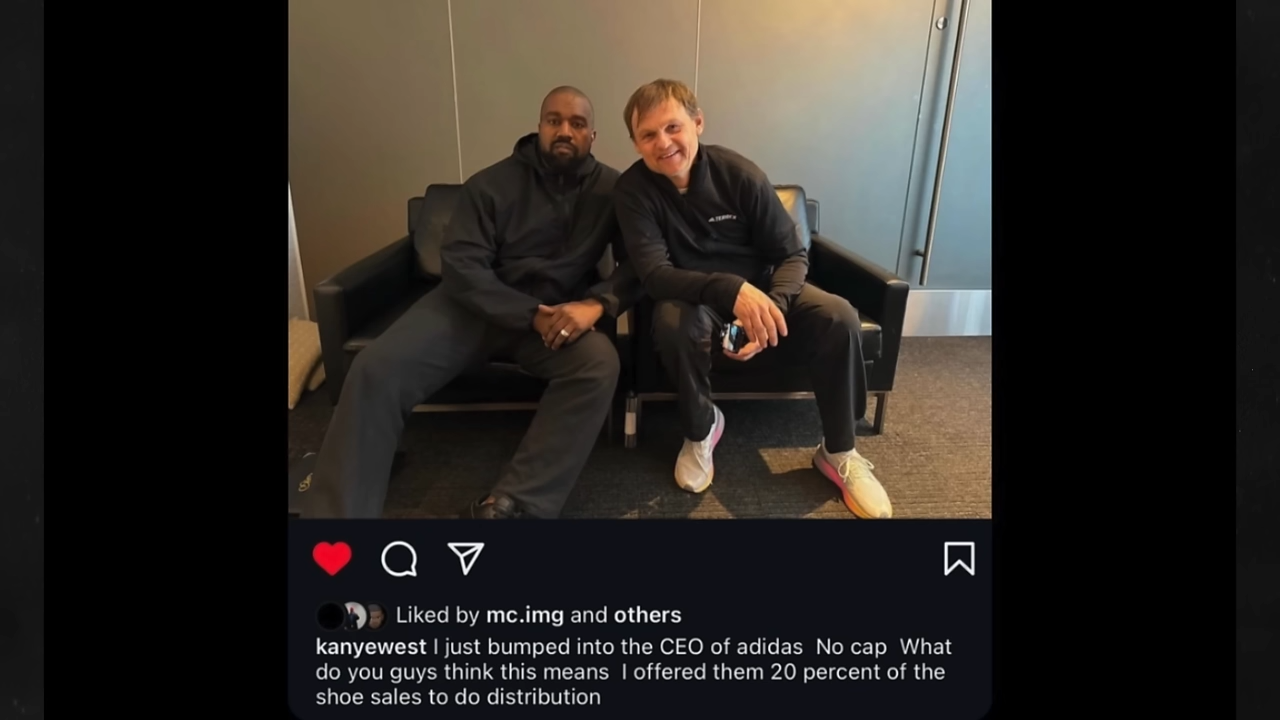 TERREX
Liked by mc.img and others
kanyewest I just bumped into the CEO of adidas  No cap  What
do you guys think this means  I offered them 20 percent of the
shoe sales to do distribution